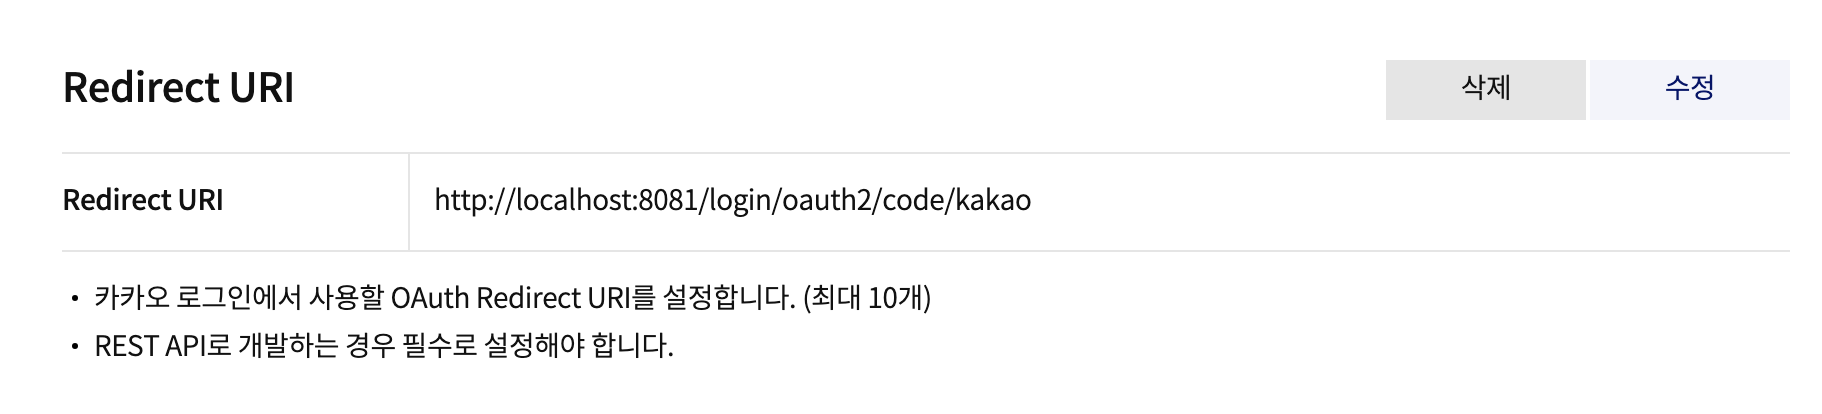 Redirect URI
삭제
수정
Redirect URI
http://localhost:8081/login/oauth2/code/kakao
• 카카오 로그인에서 사용할 OAuth Redirect URI를 설정합니다. (최대 10개)
• REST API로 개발하는 경우 필수로 설정해야 합니다.